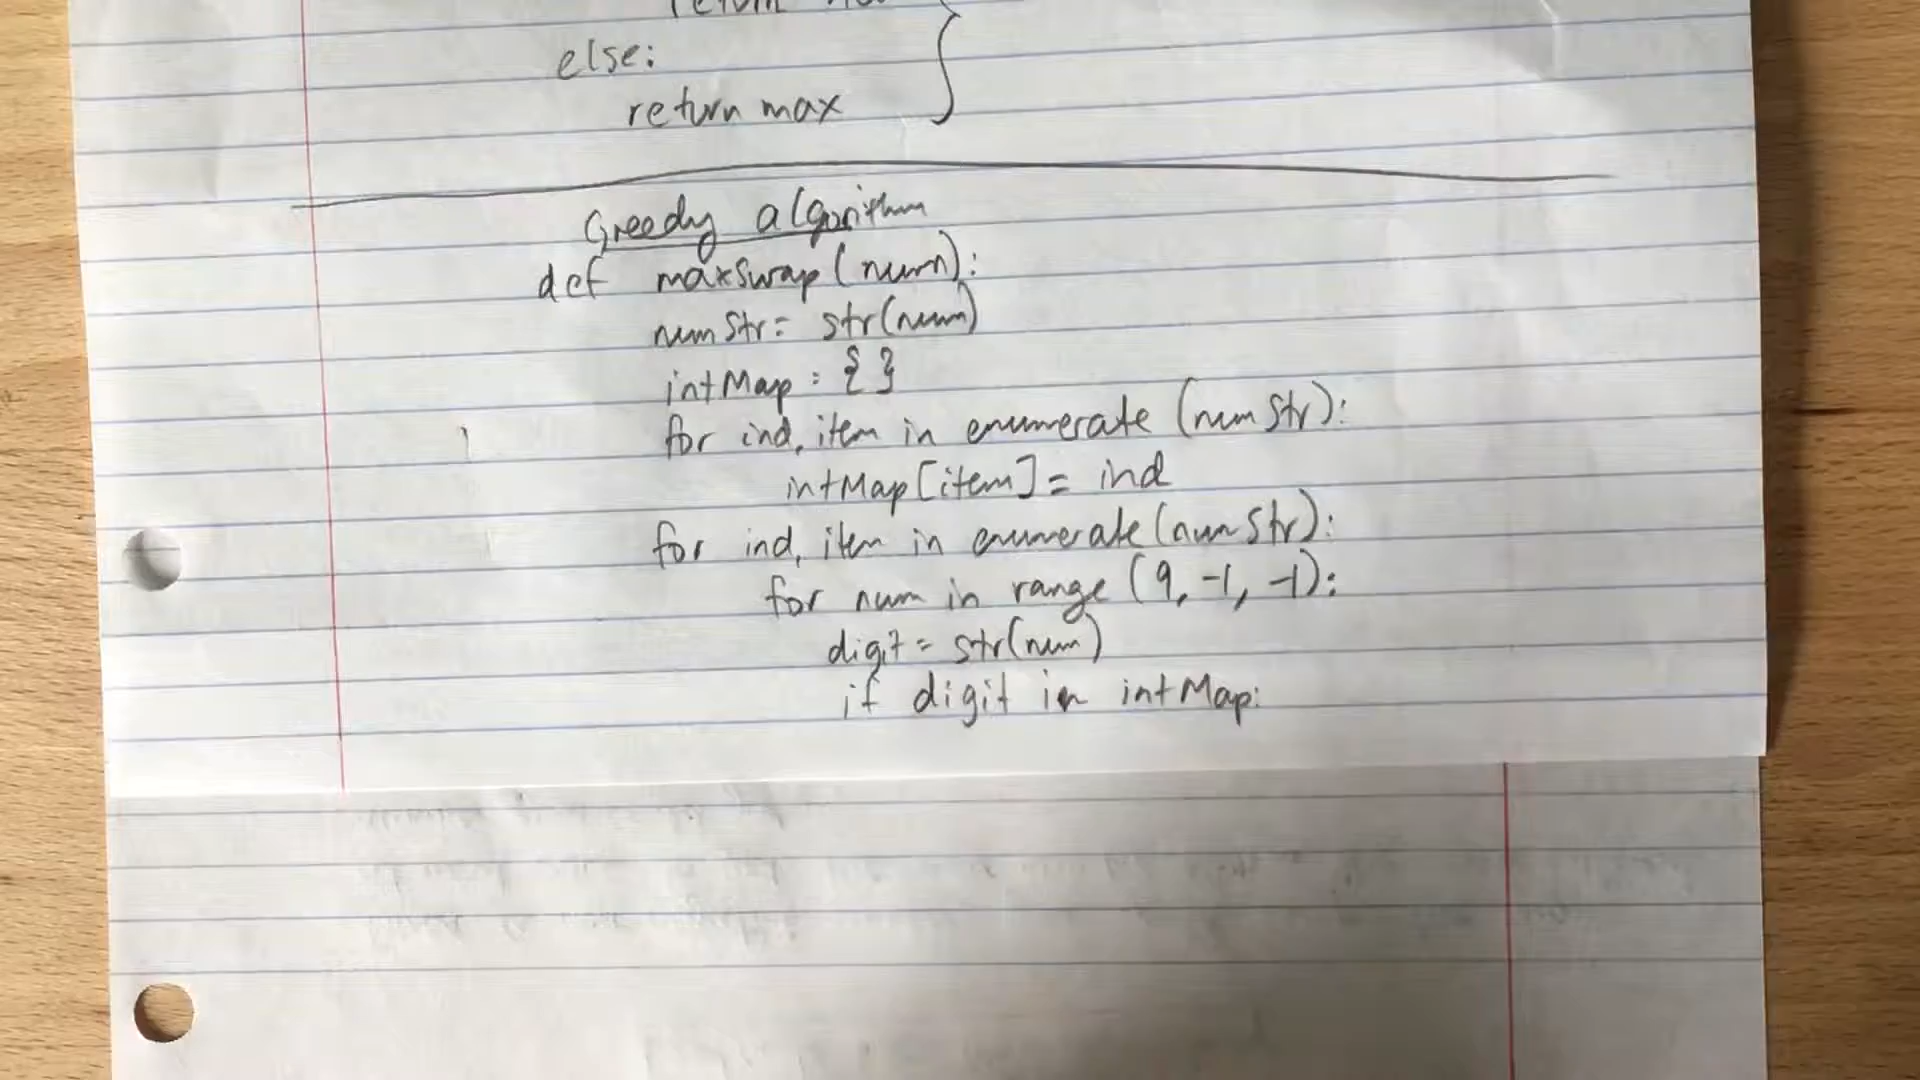 return
else:
return max
Greedy algorithm
def maxSwap(num):
numStr= str(num)
intMap = {}
for ind, item in enumerate (numStr):
intMap[item] = ind
for ind, item in enumerate(numStr):
for num in range (9, -1, -1):
digit = str(num)
if digit in intMap: